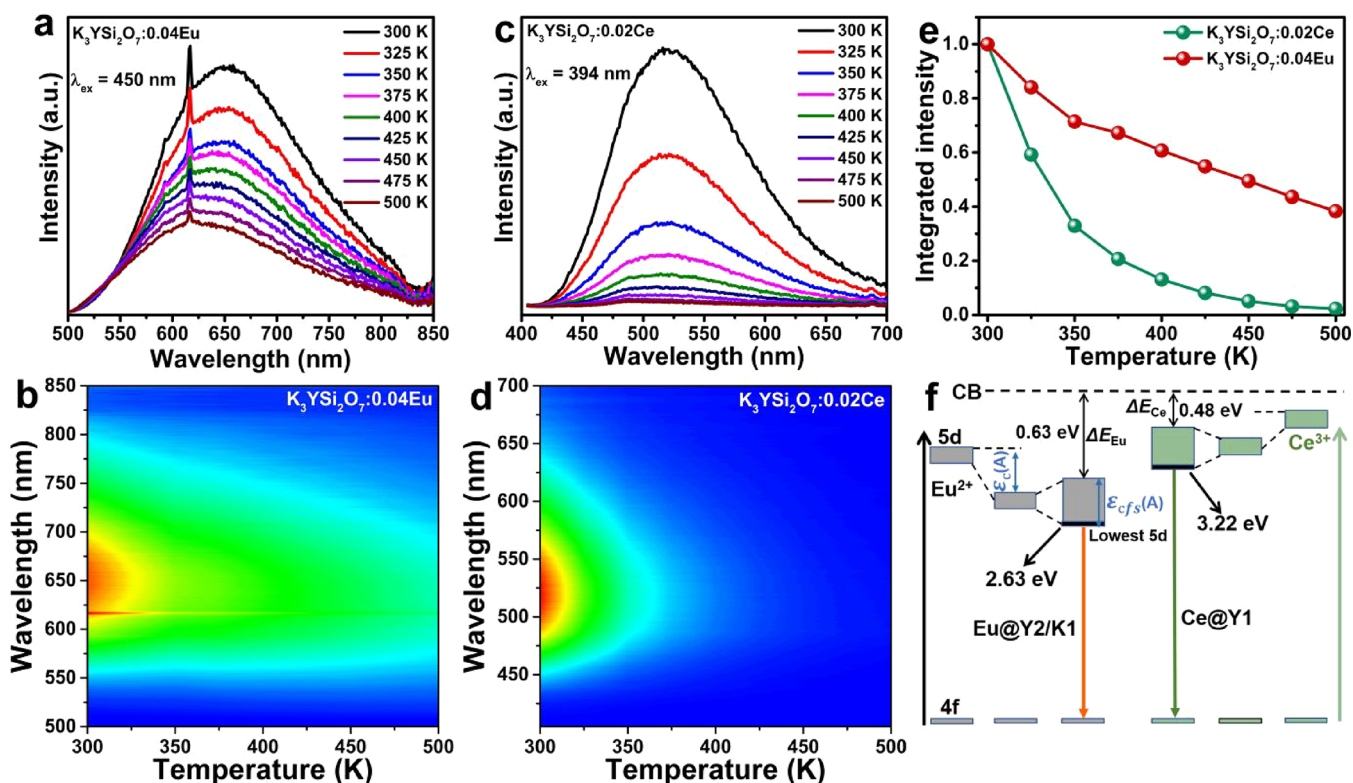 a
K₃YSi₂O₇:0.04Eu
λex = 450 nm
300 K
325 K
350 K
375 K
400 K
425 K
450 K
475 K
500 K
Intensity (a.u.)
500 550 600 650 700 750 800 850
Wavelength (nm)
c
K₃YSi₂O₇:0.02Ce
λex = 394 nm
300 K
325 K
350 K
375 K
400 K
425 K
450 K
475 K
500 K
Intensity (a.u.)
400 450 500 550 600 650 700
Wavelength (nm)
e
K₃YSi₂O₇:0.02Ce
K₃YSi₂O₇:0.04Eu
Integrated intensity
1.0
0.8
0.6
0.4
0.2
0.0
300 350 400 450 500
Temperature (K)
b
K₃YSi₂O₇:0.04Eu
Wavelength (nm)
850
800
750
700
650
600
550
500
300 350 400 450 500
Temperature (K)
d
K₃YSi₂O₇:0.02Ce
Wavelength (nm)
700
650
600
550
500
450
300 350 400 450 500
Temperature (K)
f
CB
ΔECe 0.48 eV
0.63 eV ΔEEu
5d
Ce³⁺
Eu²⁺
εc(A)
εcfs(A)
Lowest 5d
3.22 eV
2.63 eV
Eu@Y2/K1
Ce@Y1
4f